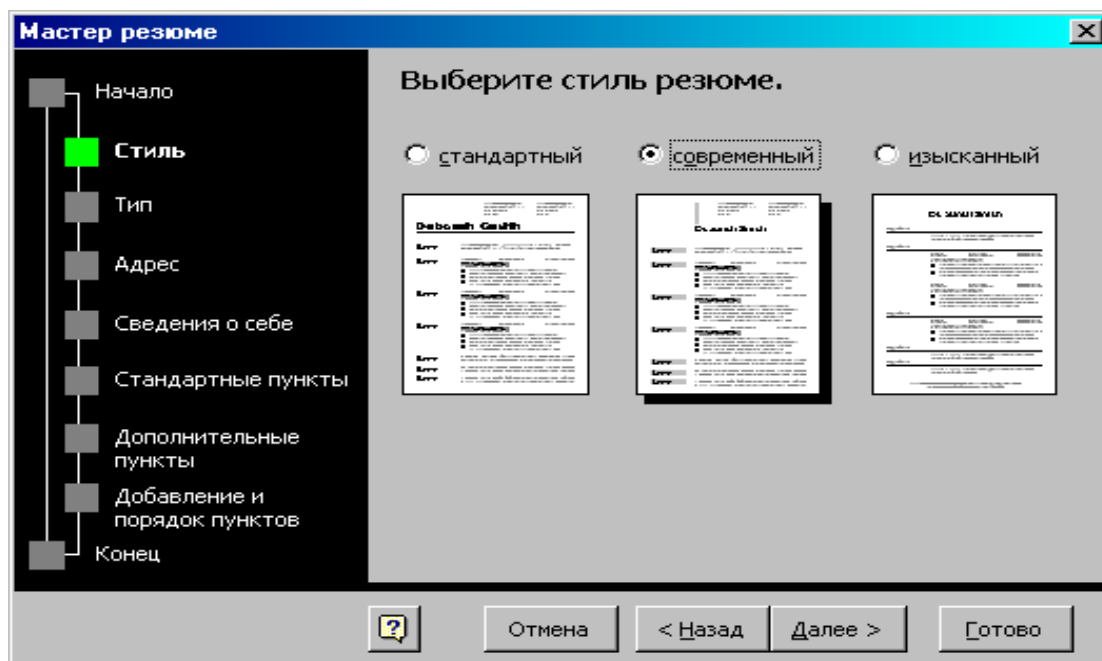 Мастер резюме
Начало
Стиль
Тип
Адрес
Сведения о себе
Стандартные пункты
Дополнительные
пункты
Добавление и
порядок пунктов
Конец
Выберите стиль резюме.
стандартный
современный
изысканный
Отмена
< Назад
Далее >
Готово